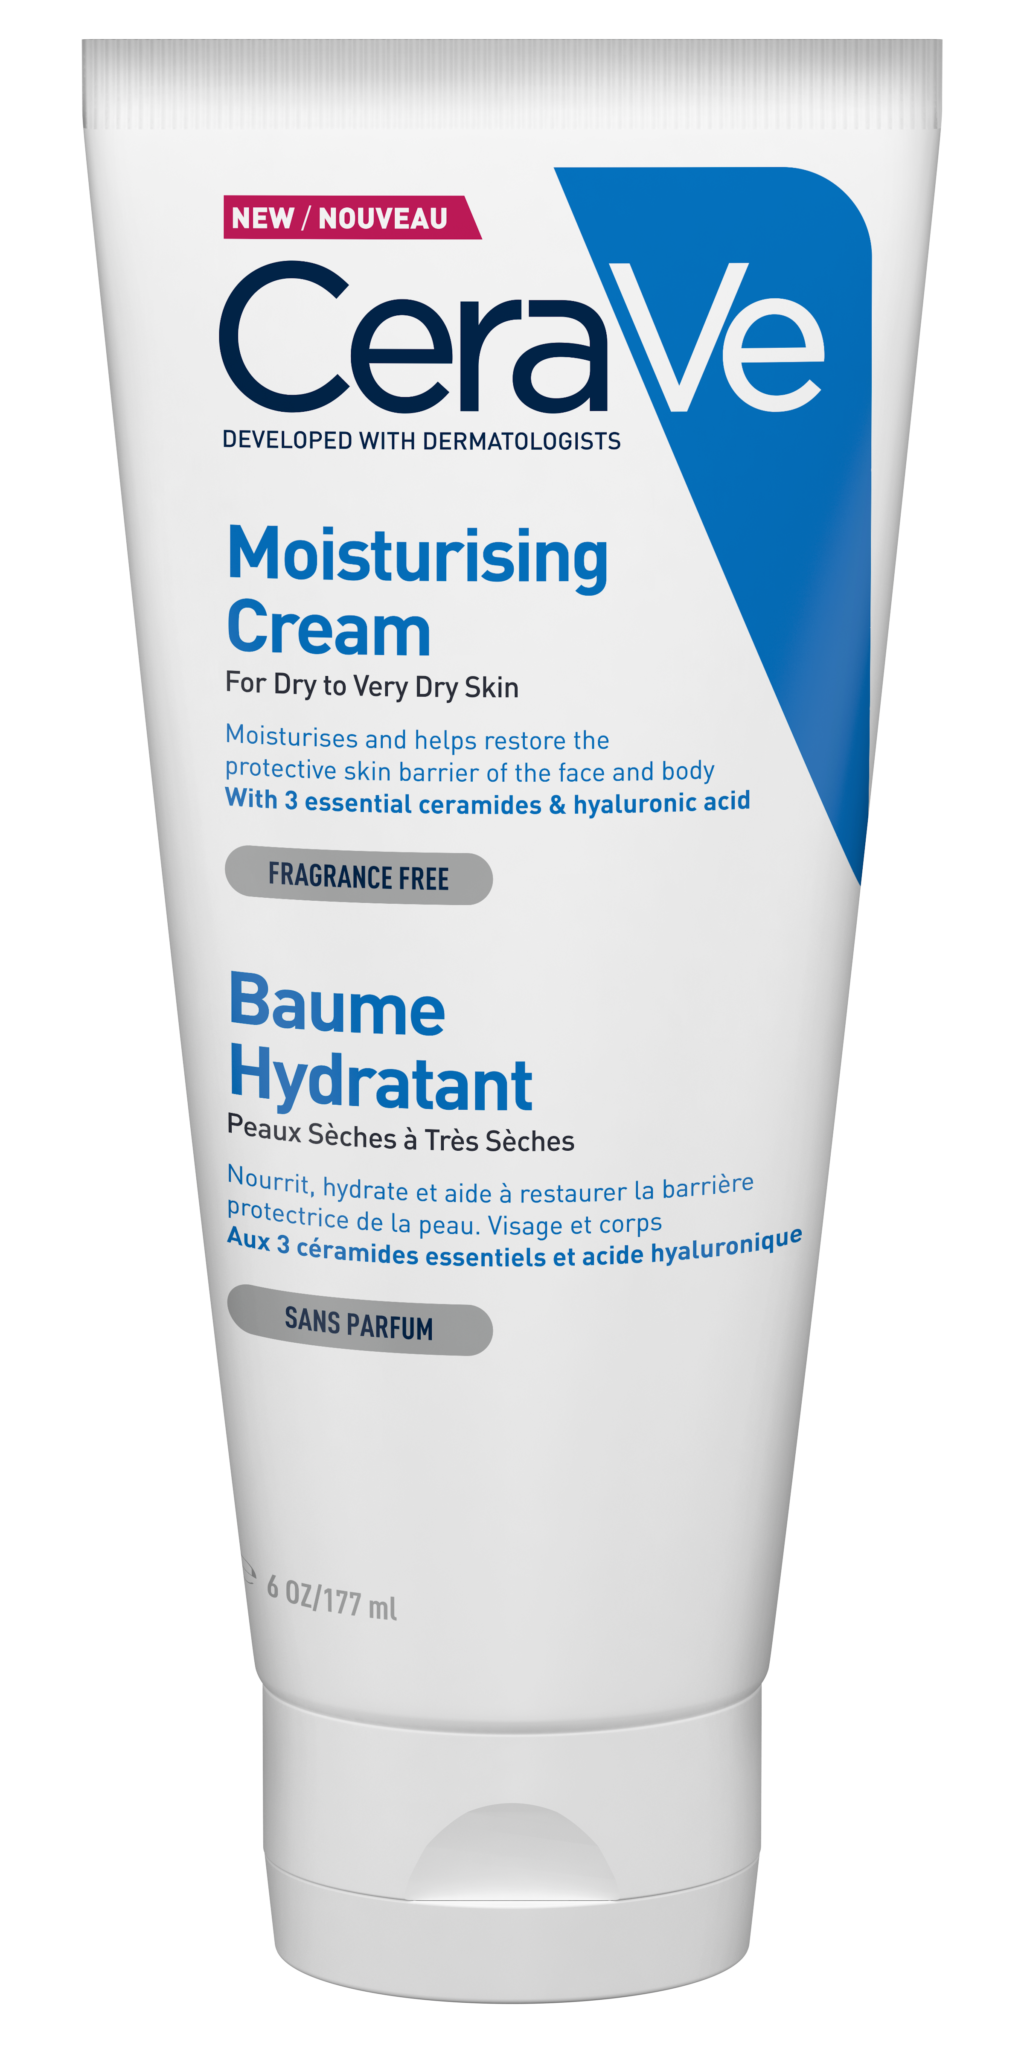 NEW / NOUVEAU
CeraVe
DEVELOPED WITH DERMATOLOGISTS
Moisturising
Cream
For Dry to Very Dry Skin
Moisturises and helps restore the
protective skin barrier of the face and body
With 3 essential ceramides & hyaluronic acid
FRAGRANCE FREE
Baume
Hydratant
Peaux Sèches à Très Sèches
Nourrit, hydrate et aide à restaurer la barrière
protectrice de la peau. Visage et corps
Aux 3 céramides essentiels et acide hyaluronique
SANS PARFUM
e 6 OZ/177 ml